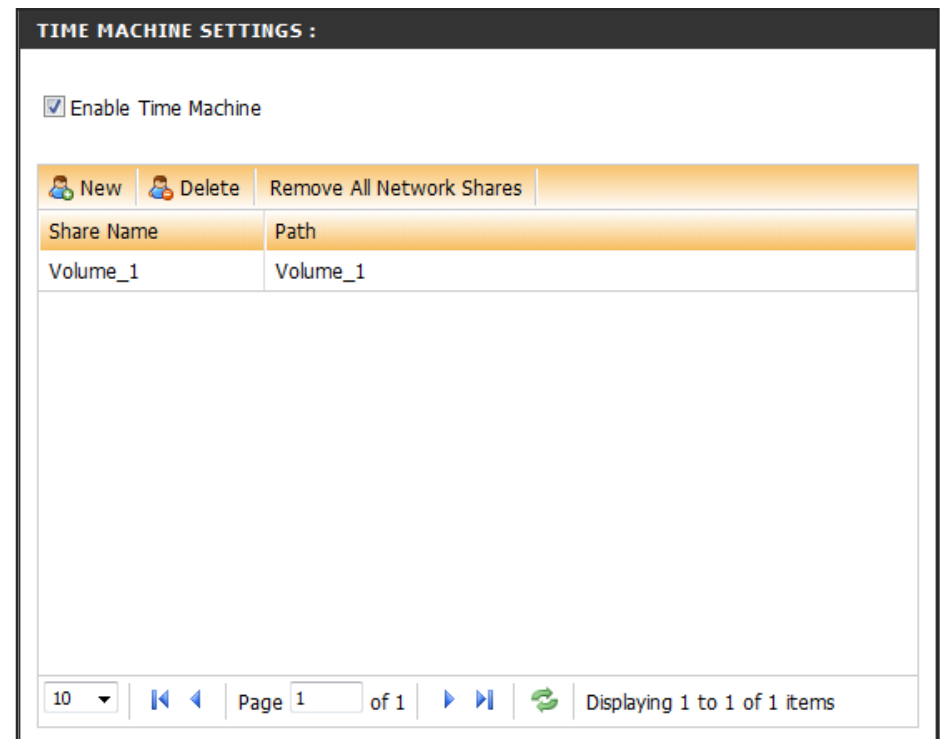 TIME MACHINE SETTINGS :
Enable Time Machine
New Delete Remove All Network Shares
Share Name Path
Volume_1 Volume_1
10 Page 1 of 1 Displaying 1 to 1 of 1 items